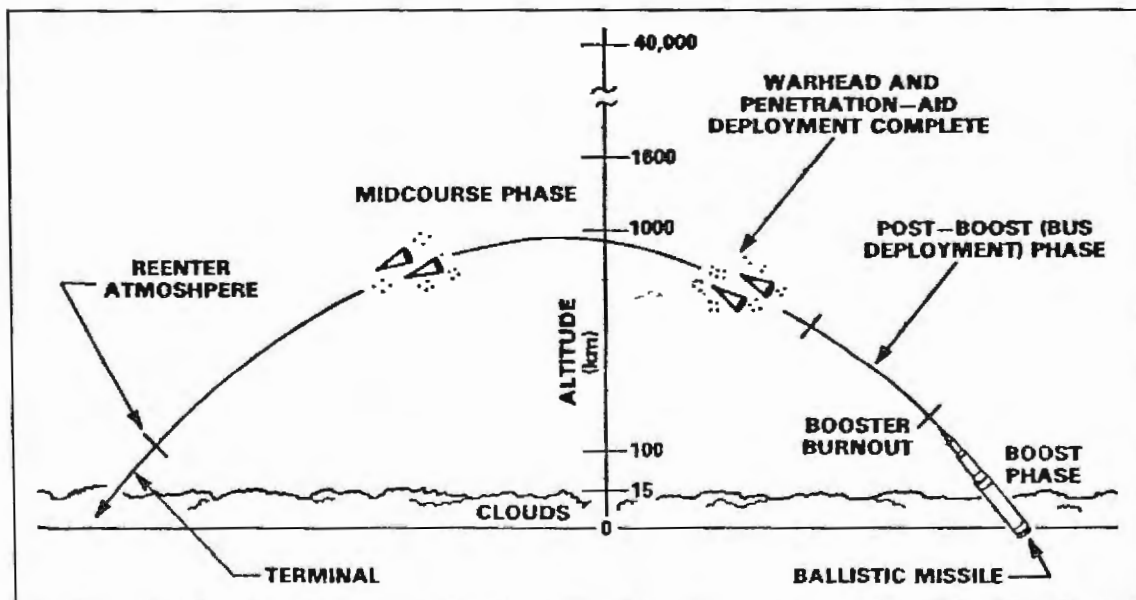 40,000
WARHEAD AND
PENETRATION-AID
DEPLOYMENT COMPLETE
1600
MIDCOURSE PHASE
1000
POST-BOOST (BUS
DEPLOYMENT) PHASE
REENTER
ATMOSHPERE
ALTITUDE
(km)
BOOSTER
BURNOUT
100
BOOST
PHASE
15
CLOUDS
0
TERMINAL
BALLISTIC MISSILE